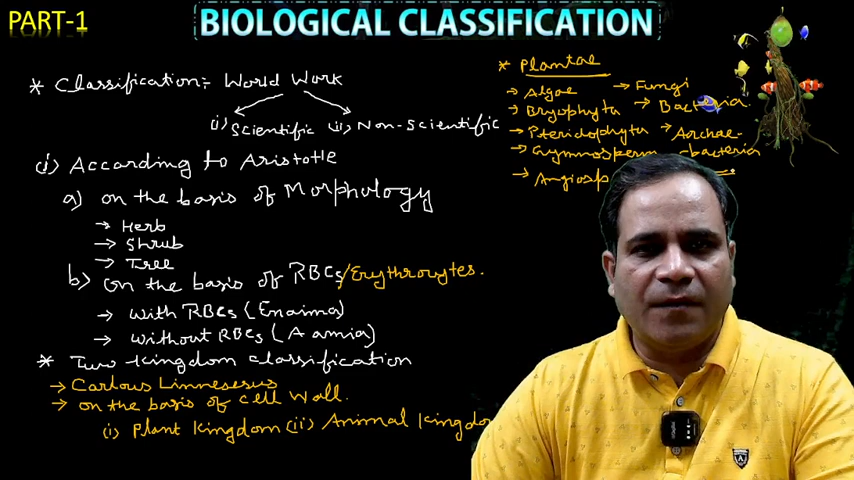 PART-1
BIOLOGICAL CLASSIFICATION
* Classification:- World Work
(i) Scientific (ii) Non-Scientific
(i) According to Aristotle
a) on the basis of Morphology
→ Herb
→ Shrub
→ Tree
b) on the basis of RBCs/Erythrocytes.
→ with RBCs (Enaima)
→ without RBCs (Aamia)
* Two kingdom classification
→ Carlous Linneseus
→ on the basis of cell wall.
(i) Plant kingdom (ii) Animal kingdo
* Plantae
→ Algae
→ Bryophyta
→ Pteridophyta
→ Gymnosperm
→ Angiosp
→ Fungi
→ Bacteria
→ Archae-
-bacteria